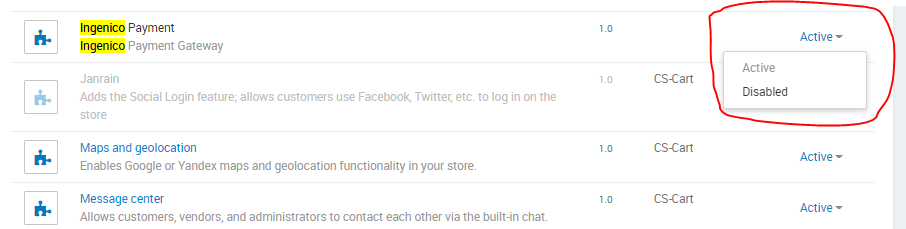 Ingenico Payment 1.0 Active
Ingenico Payment Gateway
Active
Disabled
Janrain 1.0 CS-Cart
Adds the Social Login feature; allows customers use Facebook, Twitter, etc. to log in on the
store
Maps and geolocation 1.0 CS-Cart Active
Enables Google or Yandex maps and geolocation functionality in your store.
Message center 1.0 CS-Cart Active
Allows customers, vendors, and administrators to contact each other via the built-in chat.